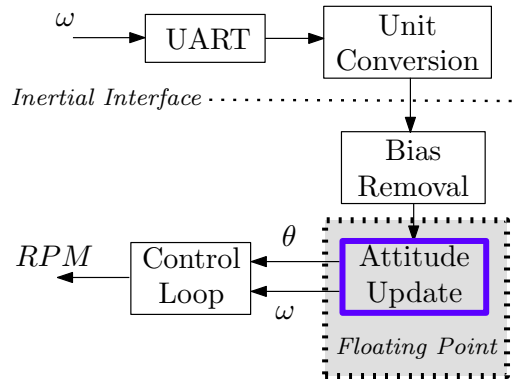 ω
UART
Unit
Conversion
Inertial Interface
Bias
Removal
RPM
Control
Loop
θ
ω
Attitude
Update
Floating Point